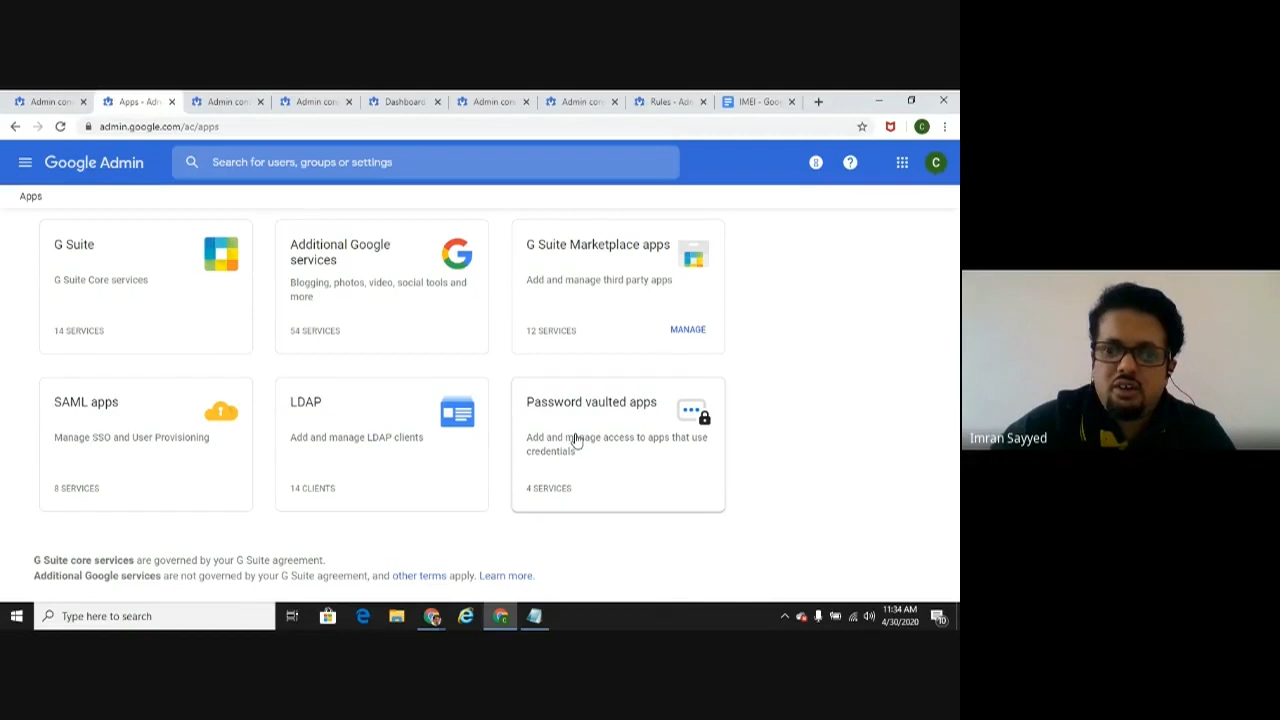 Admin con
Apps - Adm
Admin con
Admin con
Dashboard
Admin con
Admin con
Rules - Adm
IMEI - Goo
admin.google.com/ac/apps
C
Google Admin
Search for users, groups or settings
C
Apps
G Suite
G Suite Core services
14 SERVICES
Additional Google
services
Blogging, photos, video, social tools and
more
54 SERVICES
G Suite Marketplace apps
Add and manage third party apps
12 SERVICES
MANAGE
SAML apps
Manage SSO and User Provisioning
8 SERVICES
LDAP
Add and manage LDAP clients
14 CLIENTS
Password vaulted apps
Add and manage access to apps that use
credentials
4 SERVICES
Imran Sayyed
G Suite core services are governed by your G Suite agreement.
Additional Google services are not governed by your G Suite agreement, and other terms apply. Learn more.
Type here to search
11:34 AM
4/30/2020
10